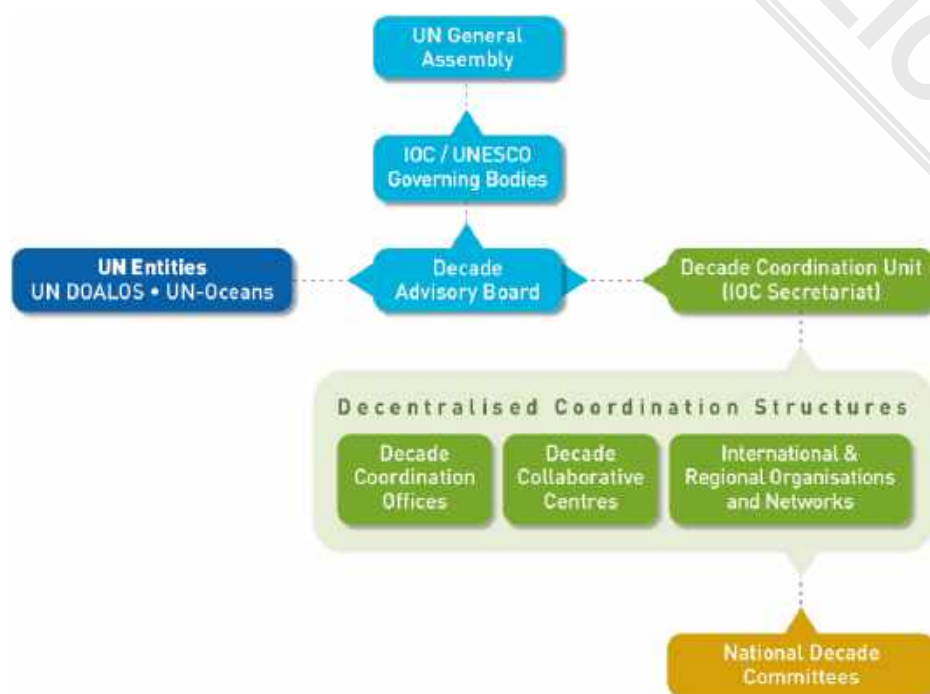 UN General
Assembly
IOC / UNESCO
Governing Bodies
UN Entities
UN DOALOS • UN-Oceans
Decade
Advisory Board
Decade Coordination Unit
(IOC Secretariat)
Decentralised Coordination Structures
Decade
Coordination
Offices
Decade
Collaborative
Centres
International &
Regional Organisations
and Networks
National Decade
Committees